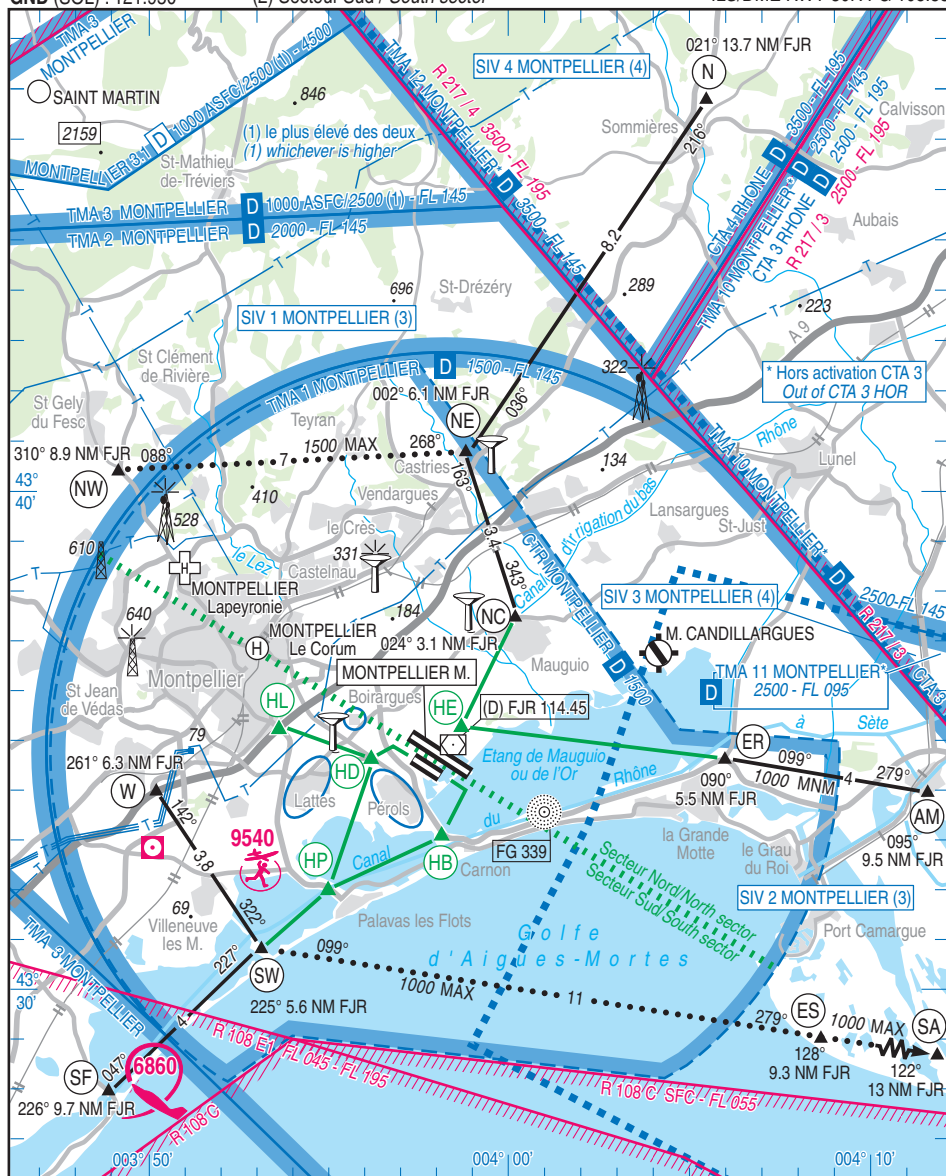 GND (SOL) : 121.930
(2) Secteur Sud / South sector
TMA 3
MONTPELLIER
SAINT MARTIN
2159
846
MONTPELLIER 3.1 D 1000 ASFC/2500 (1) - 4500
(1) le plus élevé des deux
(1) whichever is higher
St-Mathieu
de-Tréviers
TMA 3 MONTPELLIER D 1000 ASFC/2500 (1) - FL 145
TMA 2 MONTPELLIER D 2000 - FL 145
TMA 12 MONTPELLIER* D 3500 - FL 145
R 217 / 4 3500 - FL 195
SIV 4 MONTPELLIER (4)
021° 13.7 NM FJR
N
216°
Sommières
8.2
CTA 4 RHONE D 3500 - FL 195
TMA 10 MONTPELLIER* D 2500 - FL 145
CTA 3 RHONE D 2500 - FL 195
R 217 / 3 2500 - FL 195
Calvisson
Aubais
696
St-Drézéry
289
223
A 9
SIV 1 MONTPELLIER (3)
St Clément
de Rivière
TMA 1 MONTPELLIER D 1500 - FL 145
322
* Hors activation CTA 3
Out of CTA 3 HOR
St Gely
du Fesc
Teyran
002° 6.1 NM FJR
NE
036°
310° 8.9 NM FJR
NW
088°
7
1500 MAX
268°
Castries
163°
3.4
343°
43°
40'
410
Vendargues
134
Lunel
Canal d'irrigation du bas Rhône
TMA 10 MONTPELLIER* D 2500-FL 145
R 217 / 3
CTA 3
528
le Crès
Lansargues
St-Just
610
le Lez
331
Castelnau
H
MONTPELLIER
Lapeyronie
184
NC
024° 3.1 NM FJR
CTR MONTPELLIER D 1500
SIV 3 MONTPELLIER (4)
640
H
MONTPELLIER
Le Corum
M. CANDILLARGUES
Montpellier
MONTPELLIER M.
Mauguio
TMA 11 MONTPELLIER*
D 2500 - FL 095
St Jean
de Védas
Boirargues
HL
HE
(D) FJR 114.45
79
261° 6.3 NM FJR
HD
Etang de Mauguio
ou de l'Or
ER
090°
5.5 NM FJR
099°
1000 MNM
4
279°
AM
095°
9.5 NM FJR
W
142°
Lattes
Pérols
Canal du Rhône à Sète
3.8
9540
HP
HB
Carnon
FG 339
la Grande
Motte
le Grau
du Roi
Secteur Nord/North sector
Secteur Sud/South sector
SIV 2 MONTPELLIER (3)
69
Villeneuve
les M.
322°
Palavas les Flots
Golfe
d'Aigues-Mortes
Port Camargue
TMA 3 MONTPELLIER
227°
SW
225° 5.6 NM FJR
099°
1000 MAX
11
279°
43°
30'
4
ES
128°
9.3 NM FJR
1000 MAX
SA
122°
13 NM FJR
R 108 E1 FL 045 - FL 195
R 108 C SFC - FL 055
R 108 C
6860
SF
047°
226° 9.7 NM FJR
003° 50'
004° 00'
004° 10'